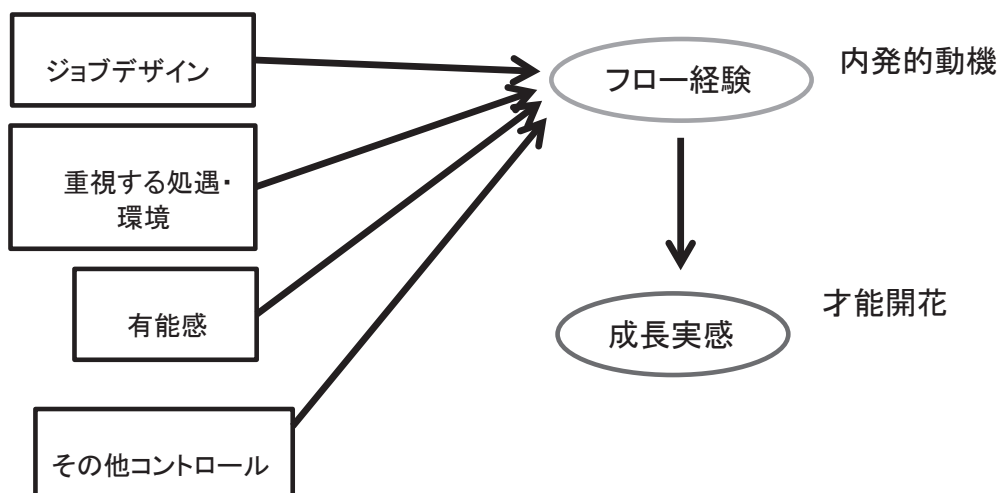 ジョブデザイン
フロー経験
内発的動機
重視する処遇・
環境
有能感
才能開花
成長実感
その他コントロール